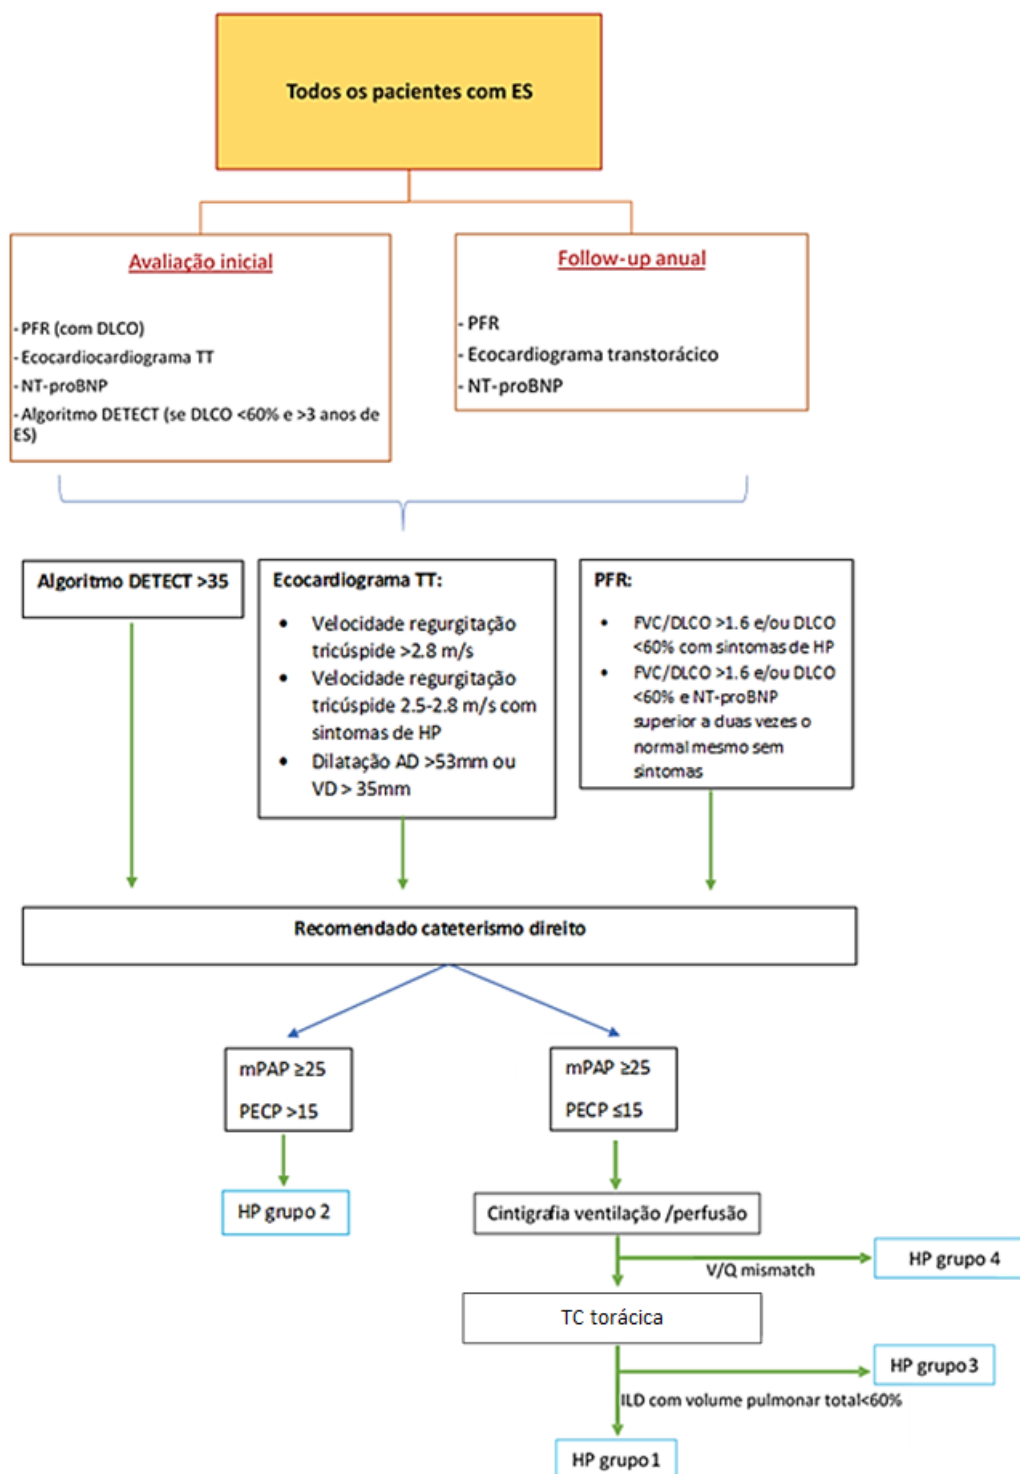 Todos os pacientes com ES
Avaliação inicial
- PFR (com DLCO)
- Ecocardiocardiograma TT
- NT-proBNP
- Algoritmo DETECT (se DLCO <60% e >3 anos de
ES)
Follow-up anual
- PFR
- Ecocardiograma transtorácico
- NT-proBNP
Algoritmo DETECT >35
Ecocardiograma TT:
• Velocidade regurgitação
tricúspide >2.8 m/s
• Velocidade regurgitação
tricúspide 2.5-2.8 m/s com
sintomas de HP
• Dilatação AD >53mm ou
VD > 35mm
PFR:
• FVC/DLCO >1.6 e/ou DLCO
<60% com sintomas de HP
• FVC/DLCO >1.6 e/ou DLCO
<60% e NT-proBNP
superior a duas vezes o
normal mesmo sem
sintomas
Recomendado cateterismo direito
mPAP ≥25
PECP >15
mPAP ≥25
PECP ≤15
HP grupo 2
Cintigrafia ventilação /perfusão
V/Q mismatch
HP grupo 4
TC torácica
HP grupo 3
ILD com volume pulmonar total<60%
HP grupo 1